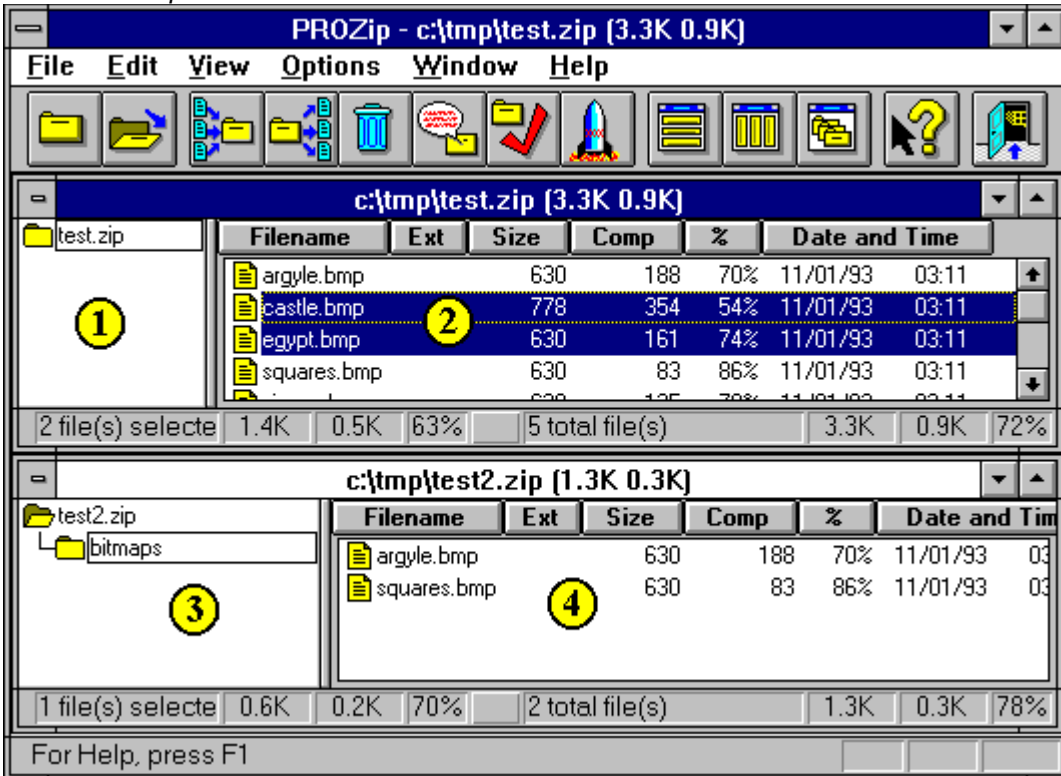 PROZip - c:\tmp\test.zip (3.3K 0.9K)
File Edit View Options Window Help
c:\tmp\test.zip (3.3K 0.9K)
test.zip
Filename Ext Size Comp % Date and Time
argyle.bmp 630 188 70% 11/01/93 03:11
castle.bmp 778 354 54% 11/01/93 03:11
egypt.bmp 630 161 74% 11/01/93 03:11
squares.bmp 630 83 86% 11/01/93 03:11
1
2
2 file(s) selecte 1.4K 0.5K 63% 5 total file(s) 3.3K 0.9K 72%
c:\tmp\test2.zip (1.3K 0.3K)
test2.zip
bitmaps
Filename Ext Size Comp % Date and Tim
argyle.bmp 630 188 70% 11/01/93 03
squares.bmp 630 83 86% 11/01/93 03
3
4
1 file(s) selecte 0.6K 0.2K 70% 2 total file(s) 1.3K 0.3K 78%
For Help, press F1